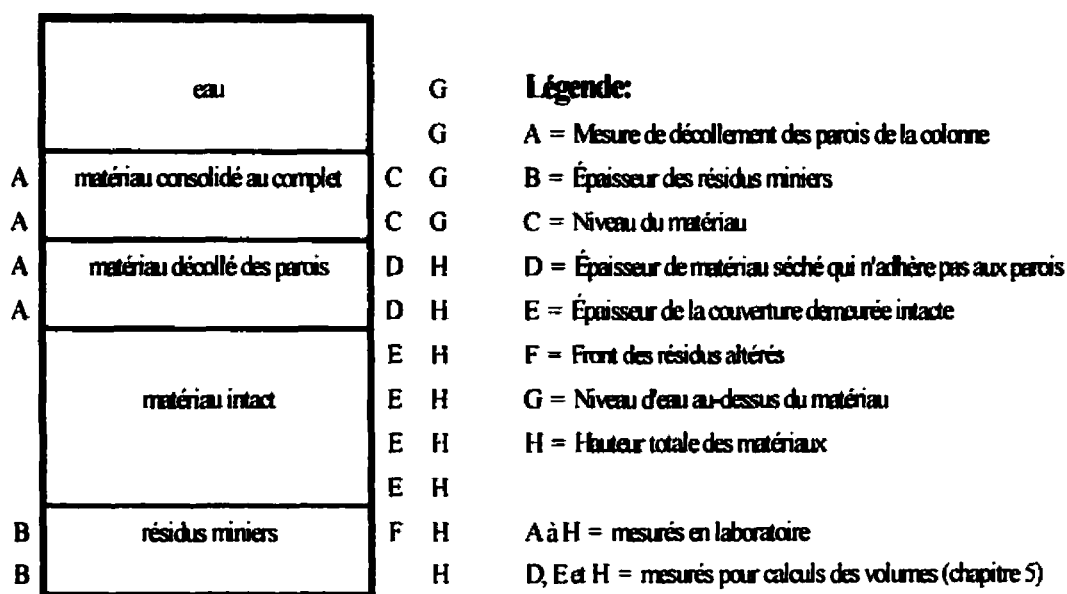 eau G Légende:
G A = Mesure de décollement des parois de la colonne
A matériau consolidé au complet C G B = Épaisseur des résidus miniers
A C G C = Niveau du matériau
A matériau décollé des parois D H D = Épaisseur de matériau séché qui n'adhère pas aux parois
A D H E = Épaisseur de la couverture demeurée intacte
E H F = Front des résidus altérés
matériau intact E H G = Niveau d'eau au-dessus du matériau
E H H = Hauteur totale des matériaux
E H
B résidus miniers F H A à H = mesurés en laboratoire
B H D, E et H = mesurés pour calculs des volumes (chapitre 5)